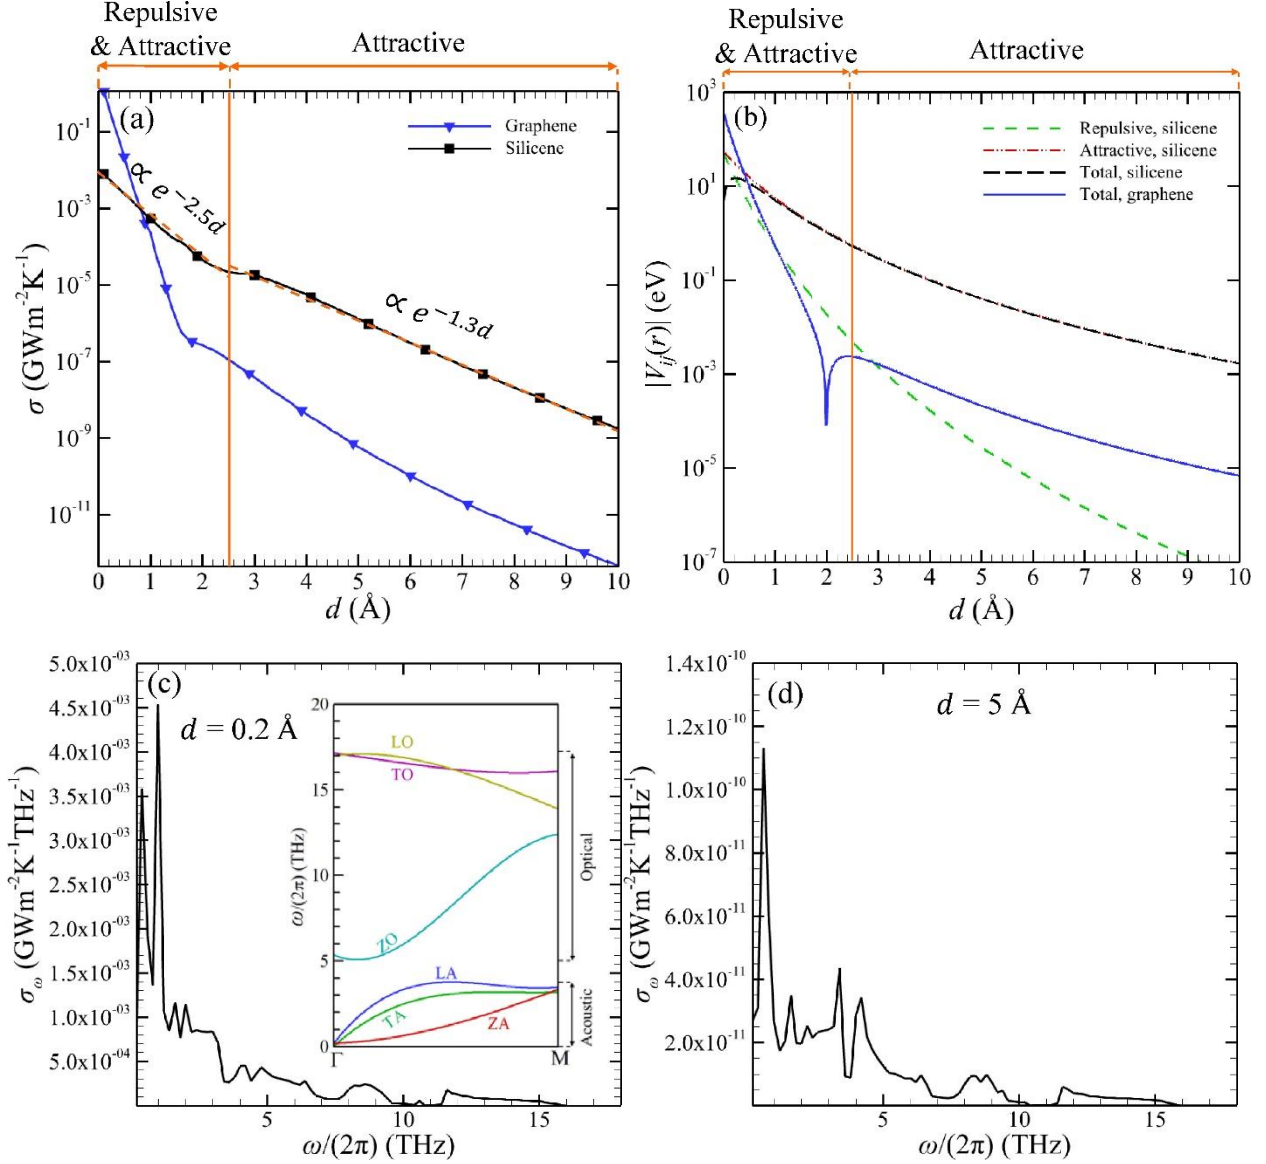 Repulsive
& Attractive
Attractive
(a)
Graphene
Silicene
∝ e^−2.5d
∝ e^−1.3d
σ (GWm^-2K^-1)
10^-1
10^-3
10^-5
10^-7
10^-9
10^-11
0 1 2 3 4 5 6 7 8 9 10
d (Å)
Repulsive
& Attractive
Attractive
(b)
Repulsive, silicene
Attractive, silicene
Total, silicene
Total, graphene
|V_ij(r)| (eV)
10^3
10^1
10^-1
10^-3
10^-5
10^-7
0 1 2 3 4 5 6 7 8 9 10
d (Å)
(c)
d = 0.2 Å
σ_ω (GWm^-2K^-1THz^-1)
5.0x10^-03
4.5x10^-03
4.0x10^-03
3.5x10^-03
3.0x10^-03
2.5x10^-03
2.0x10^-03
1.5x10^-03
1.0x10^-03
5.0x10^-04
5 10 15
ω/(2π) (THz)
20
15
10
5
0
ω/(2π) (THz)
LO
TO
ZO
LA
TA
ZA
Γ M
Optical
Acoustic
(d)
d = 5 Å
σ_ω (GWm^-2K^-1THz^-1)
1.4x10^-10
1.2x10^-10
1.0x10^-10
8.0x10^-11
6.0x10^-11
4.0x10^-11
2.0x10^-11
5 10 15
ω/(2π) (THz)